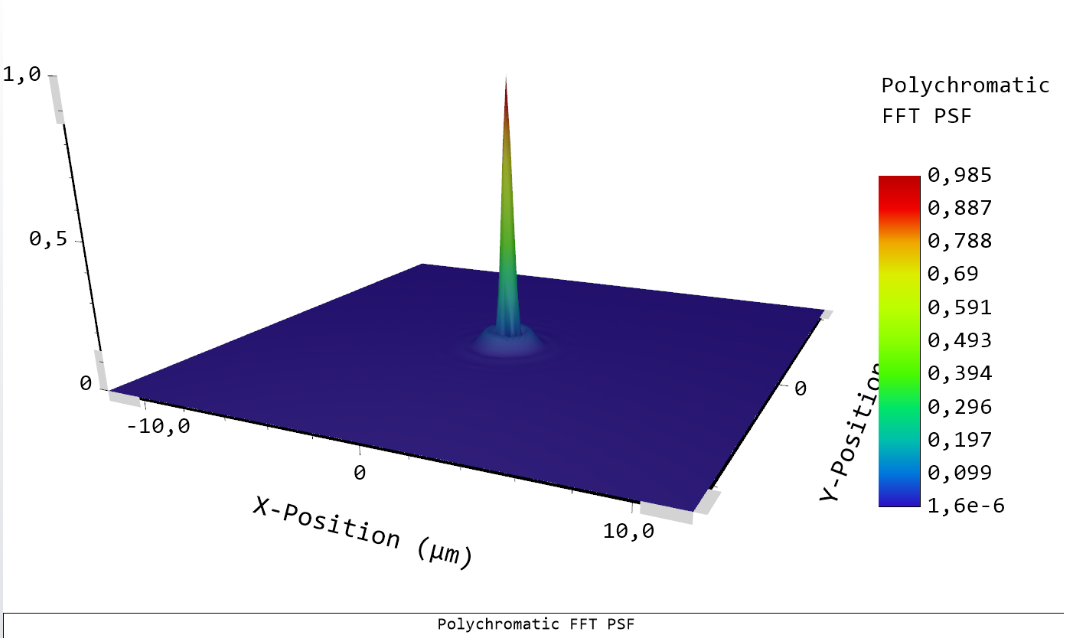 1,0
0,5
0
-10,0
0
10,0
X-Position (µm)
0
Y-Position
Polychromatic
FFT PSF
0,985
0,887
0,788
0,69
0,591
0,493
0,394
0,296
0,197
0,099
1,6e-6
Polychromatic FFT PSF